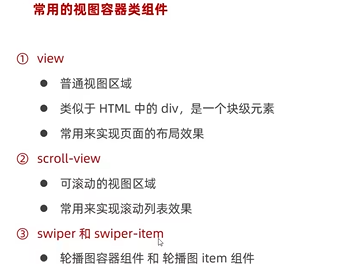 常用的视图容器类组件
① view
● 普通视图区域
● 类似于 HTML 中的 div，是一个块级元素
● 常用来实现页面的布局效果
② scroll-view
● 可滚动的视图区域
● 常用来实现滚动列表效果
③ swiper 和 swiper-item
● 轮播图容器组件 和 轮播图 item 组件